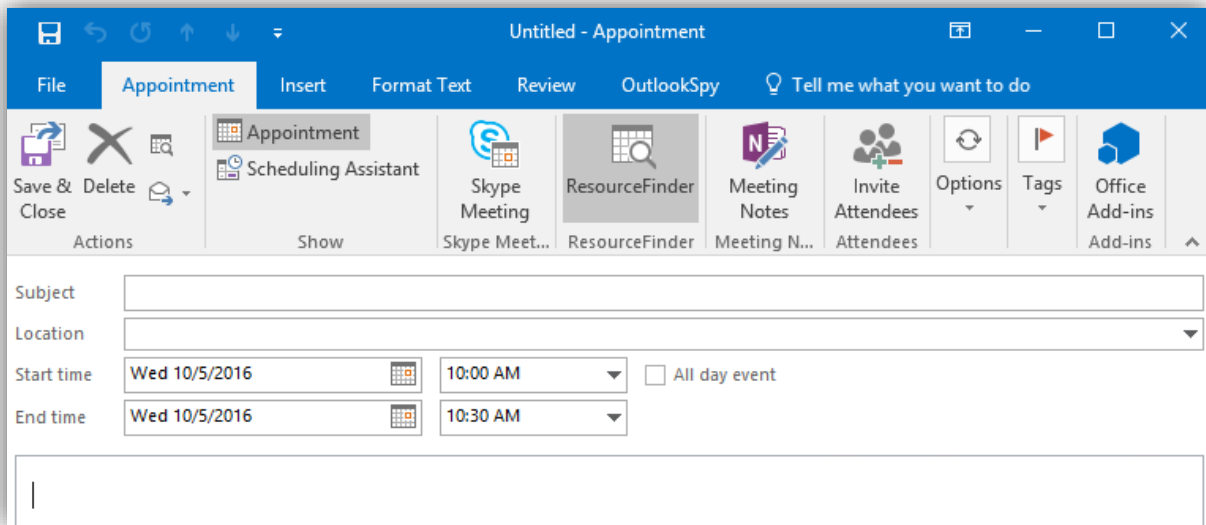 Untitled - Appointment
File Appointment Insert Format Text Review OutlookSpy Tell me what you want to do
Save & Close
Delete
Appointment
Scheduling Assistant
Skype Meeting
ResourceFinder
N
Meeting Notes
Invite Attendees
Options
Tags
Office Add-ins
Actions Show Skype Meet... ResourceFinder Meeting N... Attendees Add-ins
Subject
Location
Start time Wed 10/5/2016 10:00 AM All day event
End time Wed 10/5/2016 10:30 AM